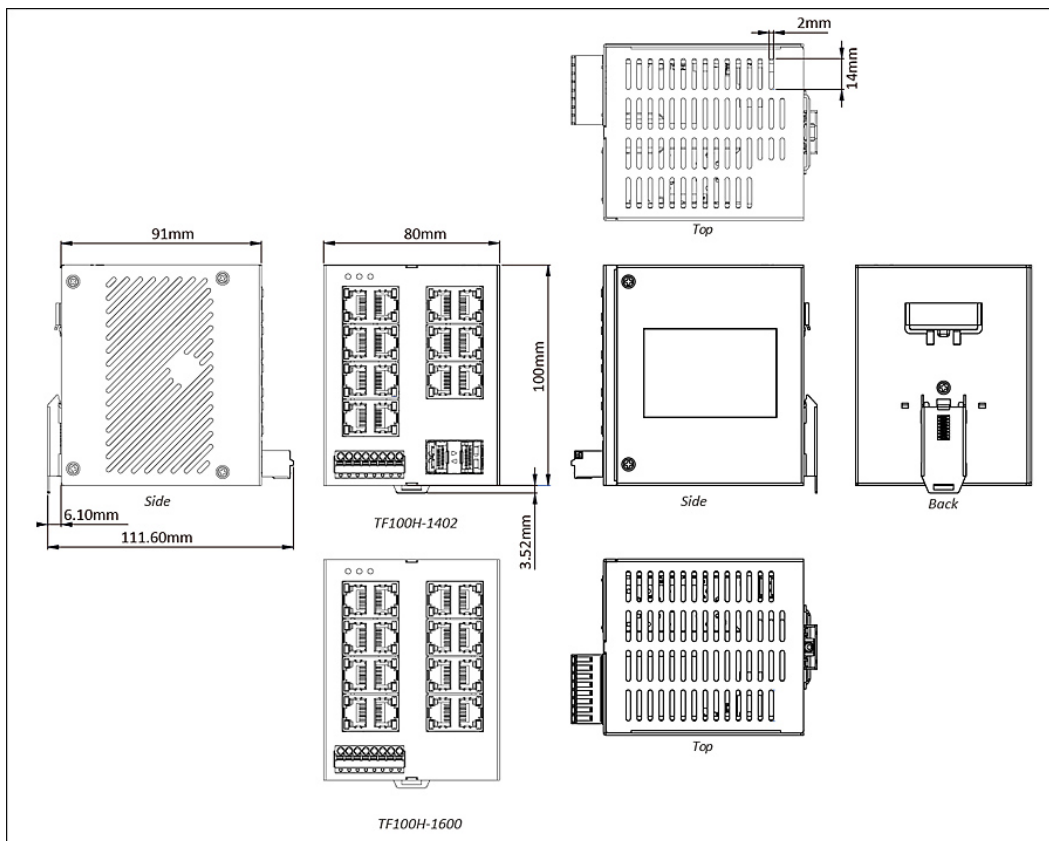 2mm
14mm
Top
91mm
80mm
100mm
Side
6.10mm
111.60mm
TF100H-1402
3.52mm
Side
Back
TF100H-1600
Top